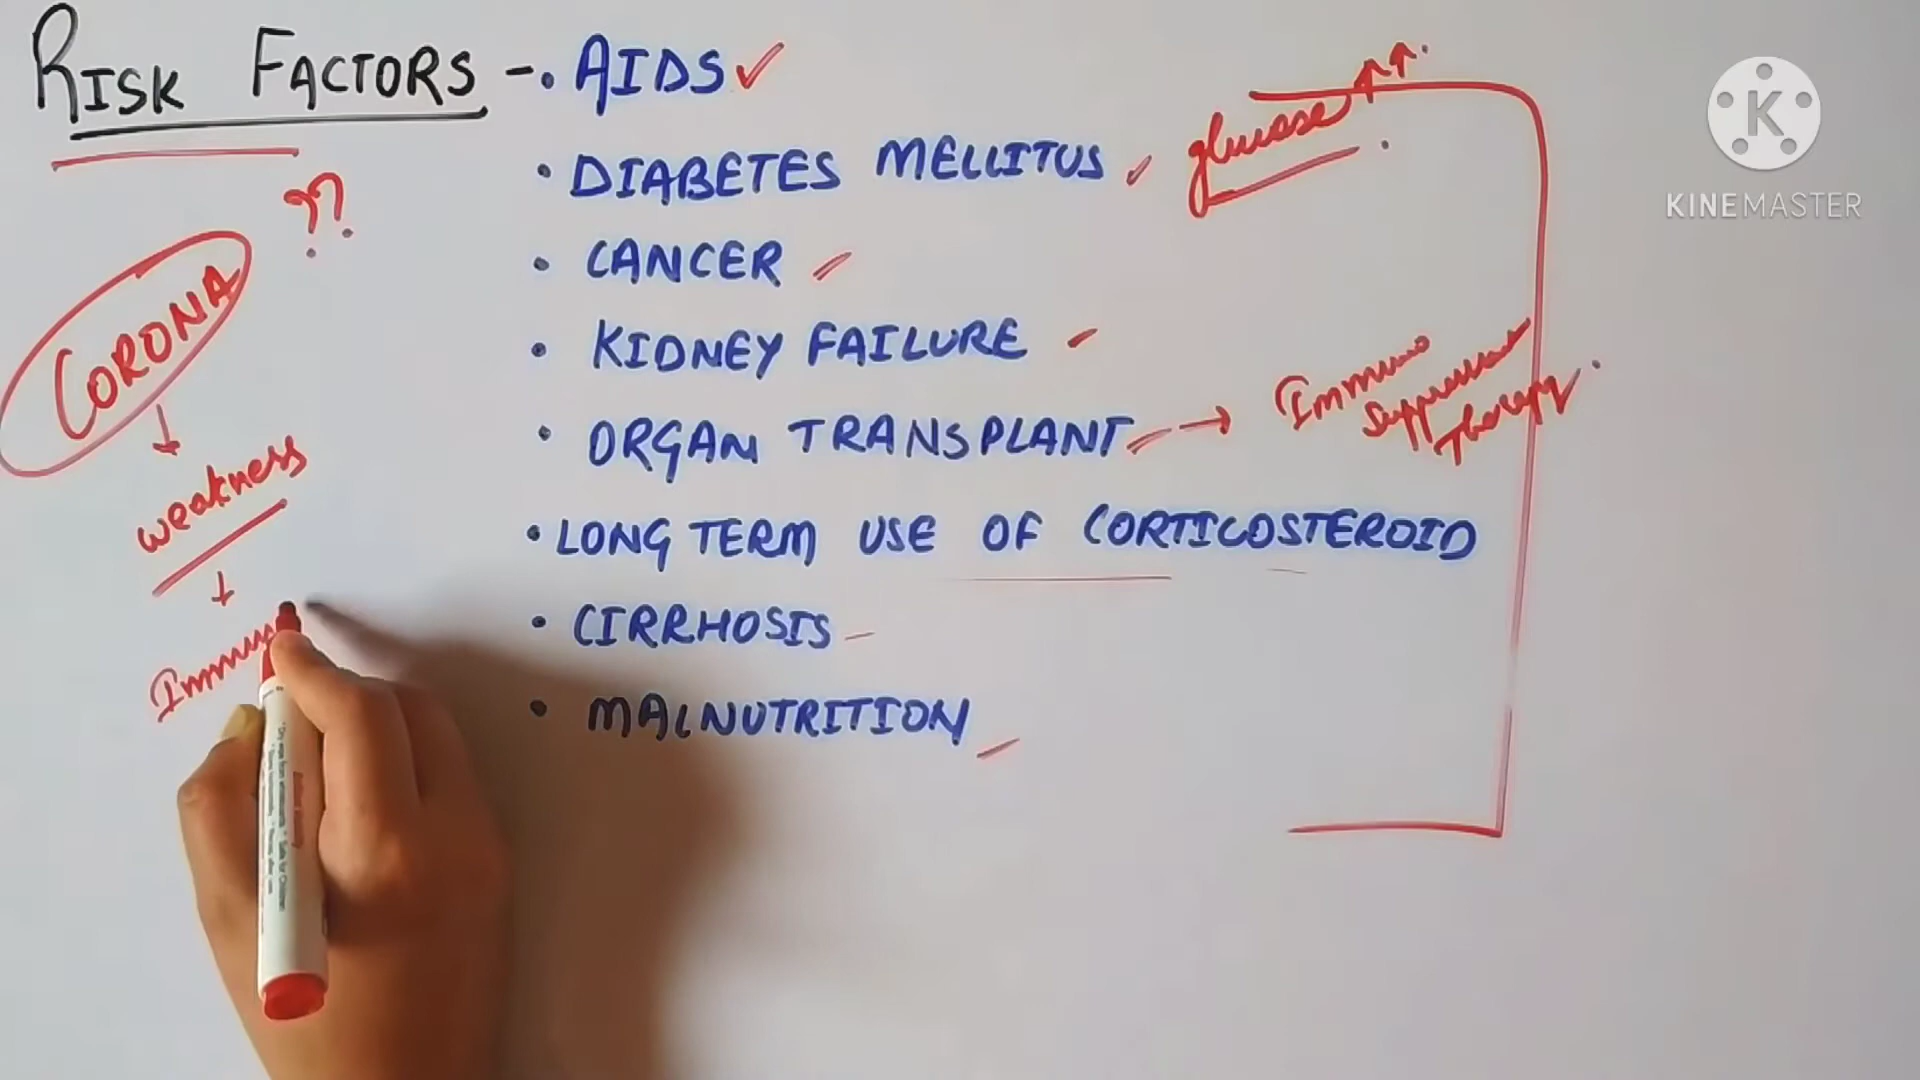 RISK FACTORS - • AIDS ✓
• DIABETES MELLITUS
glucose ↑↑
• CANCER
• KIDNEY FAILURE
• ORGAN TRANSPLANT →
Immuno
suppressant
Therapy
• LONG TERM USE OF CORTICOSTEROID
• CIRRHOSIS
• MALNUTRITION
??
CORONA
↓
weakness
↓
Immun
K
KINEMASTER